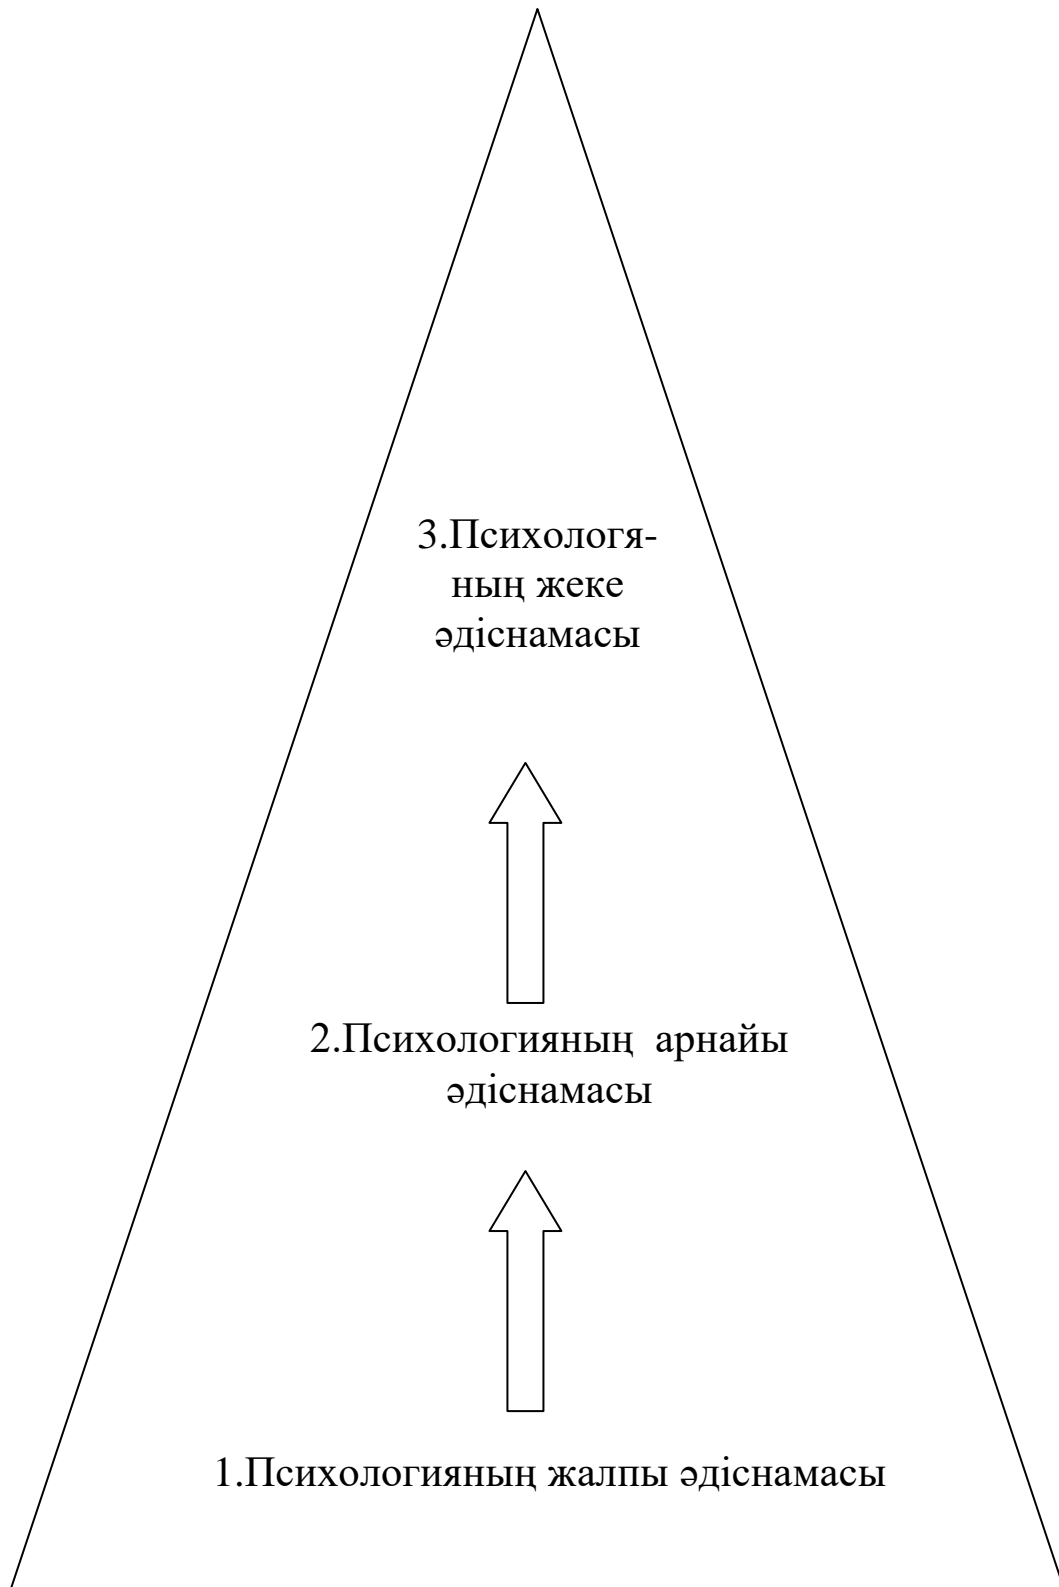 3.Психологя-
ның жеке
әдіснамасы
2.Психологияның  арнайы
әдіснамасы
1.Психологияның жалпы әдіснамасы